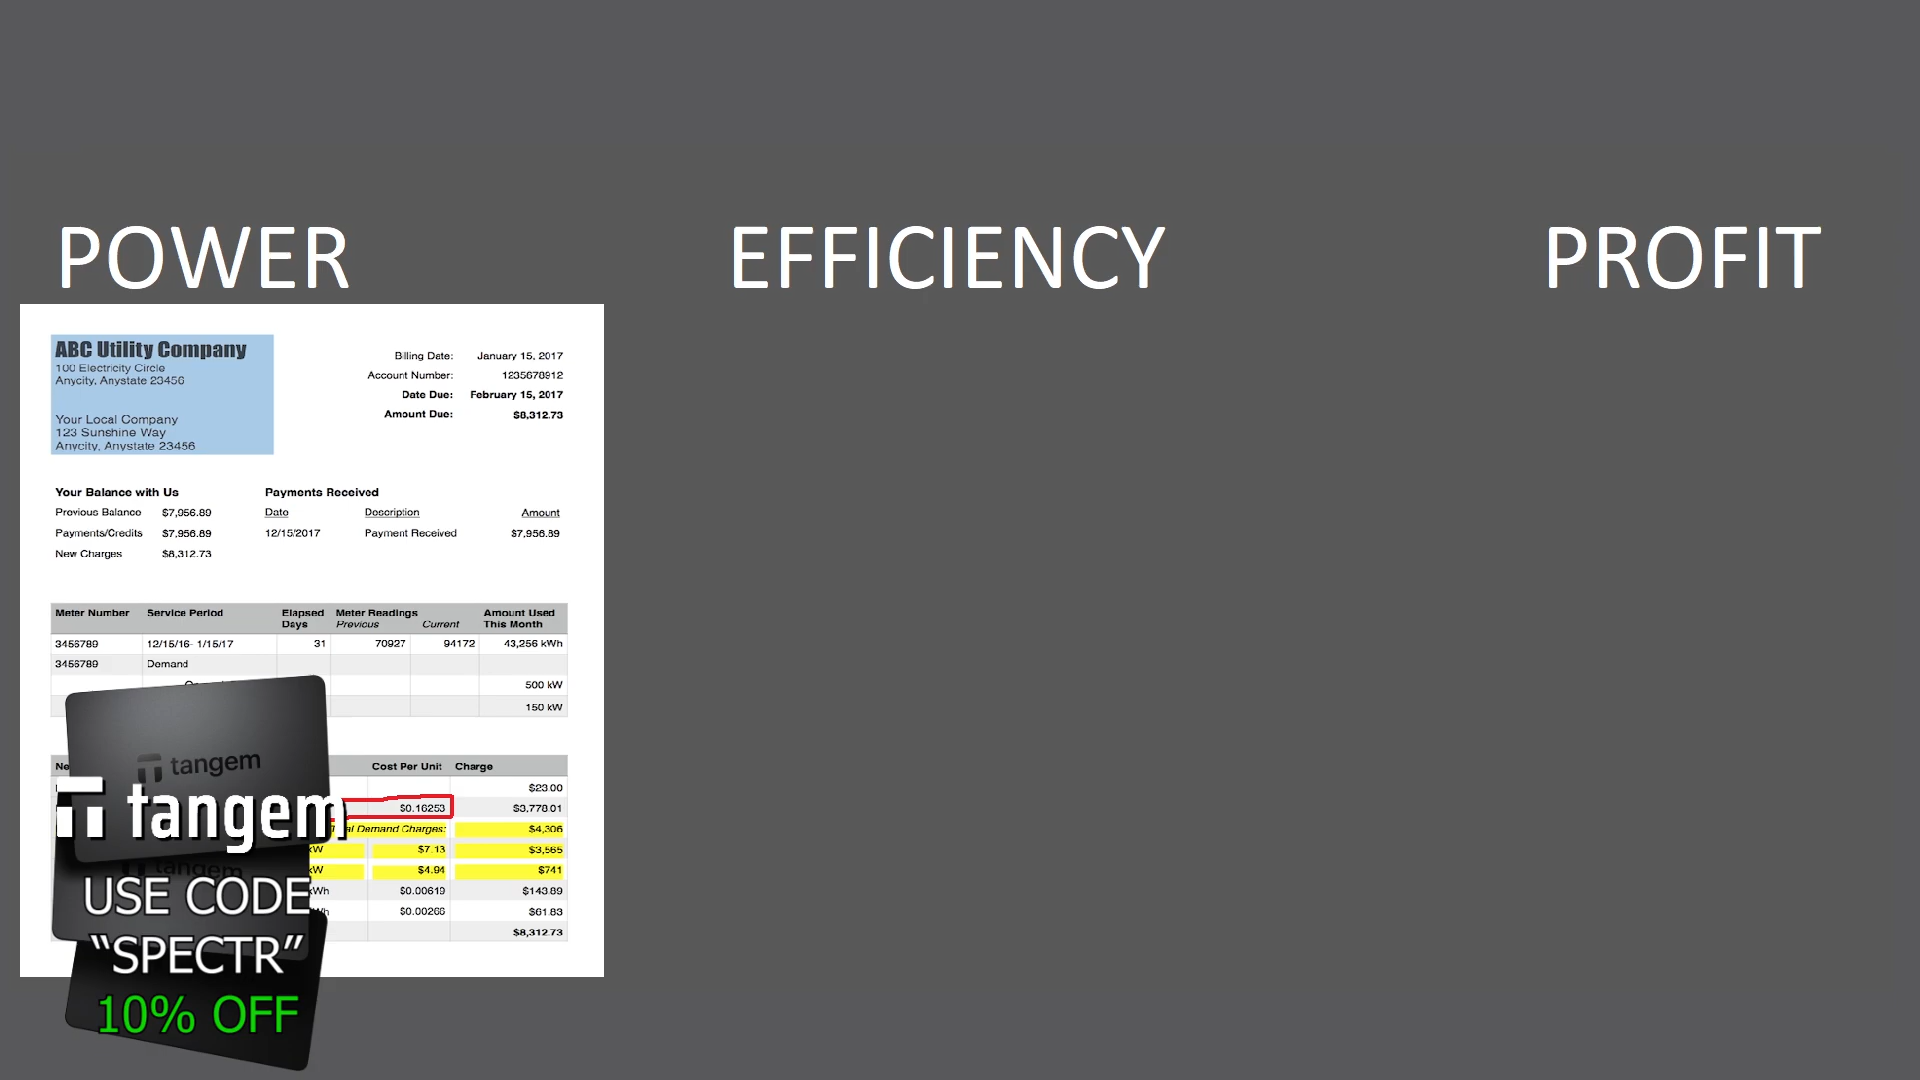 POWER EFFICIENCY PROFIT
ABC Utility Company
100 Electricity Circle
Anycity, Anystate 23456
Your Local Company
123 Sunshine Way
Anycity, Anystate 23456
Billing Date: January 15, 2017
Account Number: 1235678912
Date Due: February 15, 2017
Amount Due: $8,312.73
Your Balance with Us
Previous Balance $7,956.89
Payments/Credits $7,956.89
New Charges $8,312.73
Payments Received
Date Description Amount
12/15/2017 Payment Received $7,956.89
Meter Number Service Period Elapsed Days Meter Readings Previous Current Amount Used This Month
3456789 12/15/16- 1/15/17 31 70927 94172 43,256 kWh
3456789 Demand
500 kW
150 kW
Cost Per Unit Charge
$23.00
$0.16253 $3,778.01
Demand Charges: $4,306
kW $7.13 $3,565
kW $4.94 $741
kWh $0.00619 $143.89
$0.00266 $61.83
$8,312.73
tangem
tangem
tangem
USE CODE
“SPECTR”
10% OFF